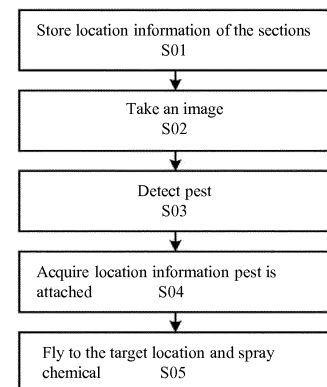 Store location information of the sections
S01
Take an image
S02
Detect pest
S03
Acquire location information pest is
attached S04
Fly to the target location and spray
chemical S05